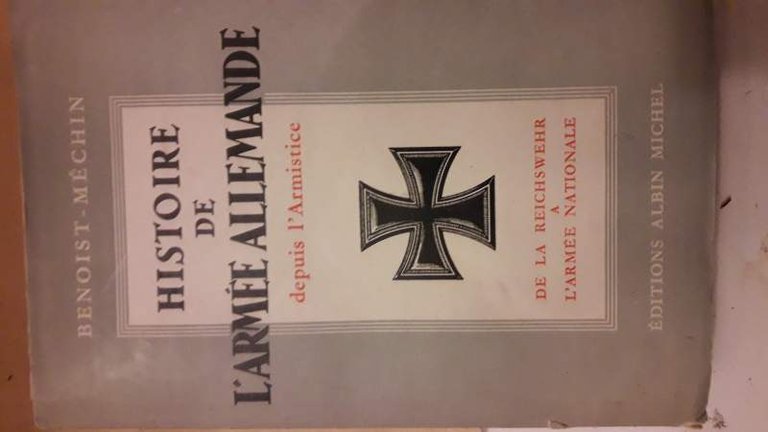 BENOIST-MÉCHIN
HISTOIRE
DE
L'ARMÉE ALLEMANDE
depuis l'Armistice
DE LA REICHSWEHR
A
L'ARMÉE NATIONALE
ÉDITIONS ALBIN MICHEL